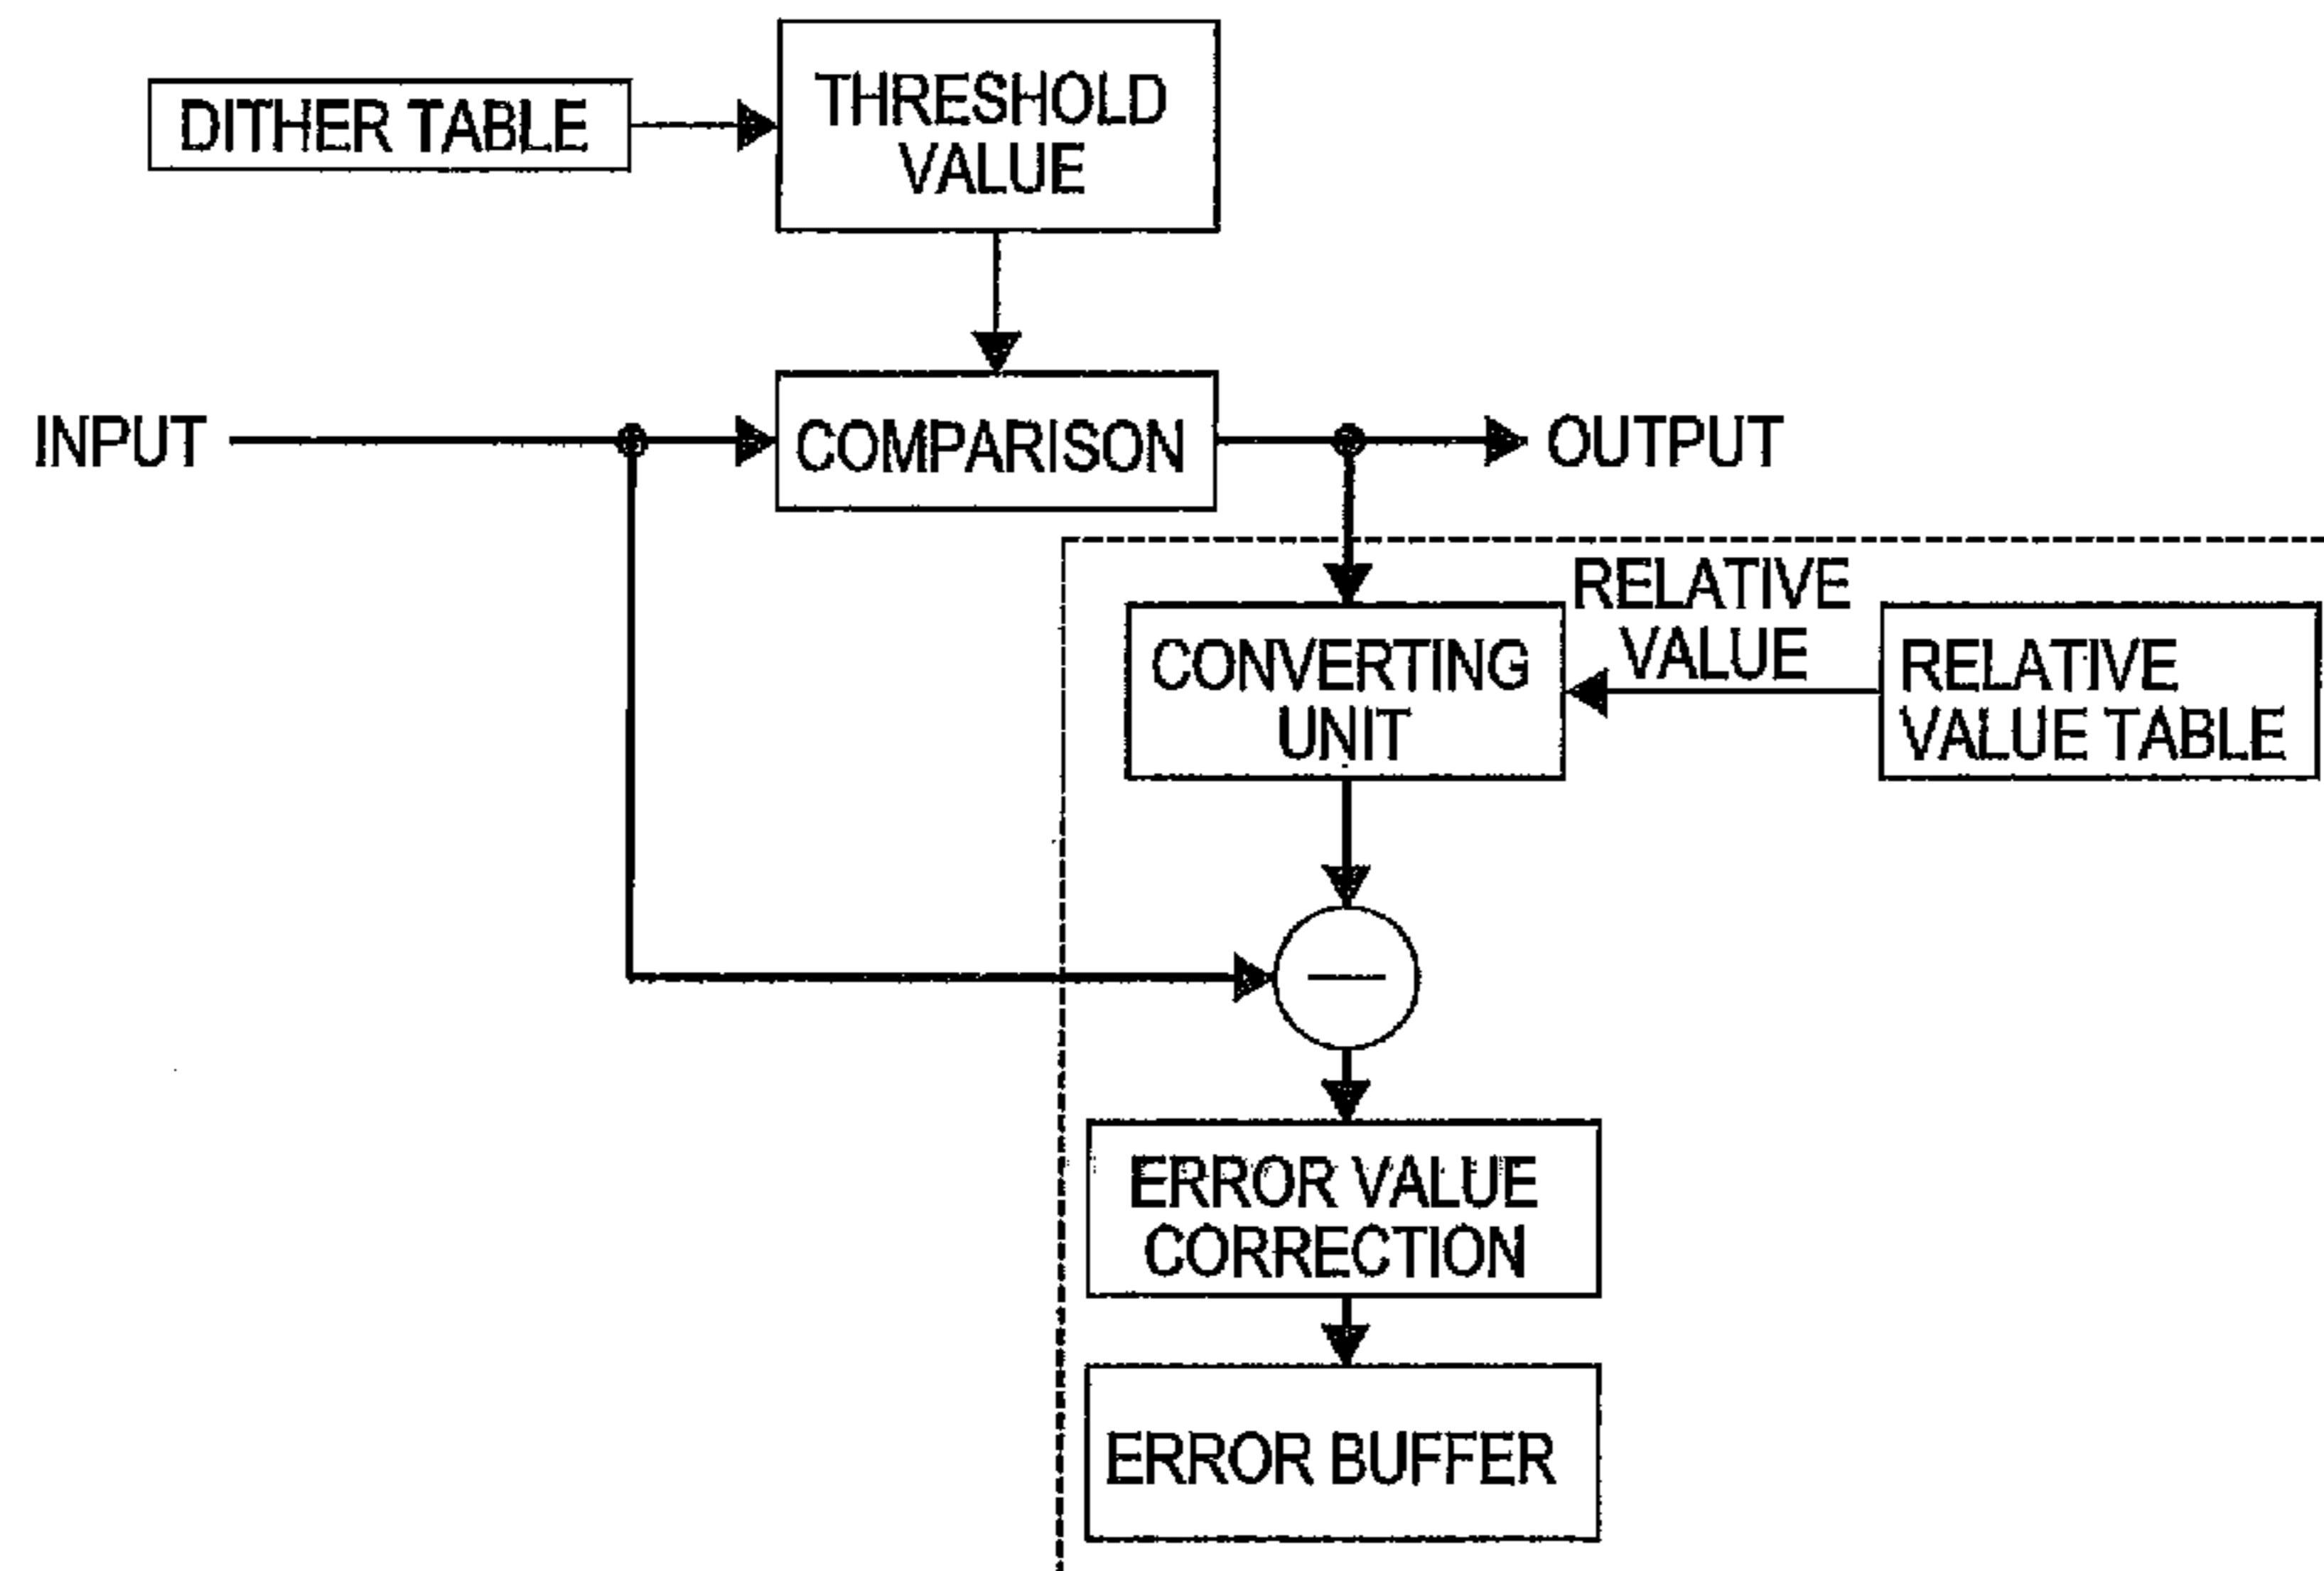 DITHER TABLE
THRESHOLD
VALUE
INPUT
COMPARISON
OUTPUT
CONVERTING
UNIT
RELATIVE
VALUE
RELATIVE
VALUE TABLE
ERROR VALUE
CORRECTION
ERROR BUFFER